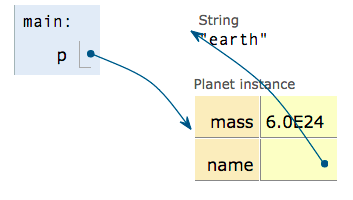 main:
p
String
"earth"
Planet instance
mass 6.0E24
name